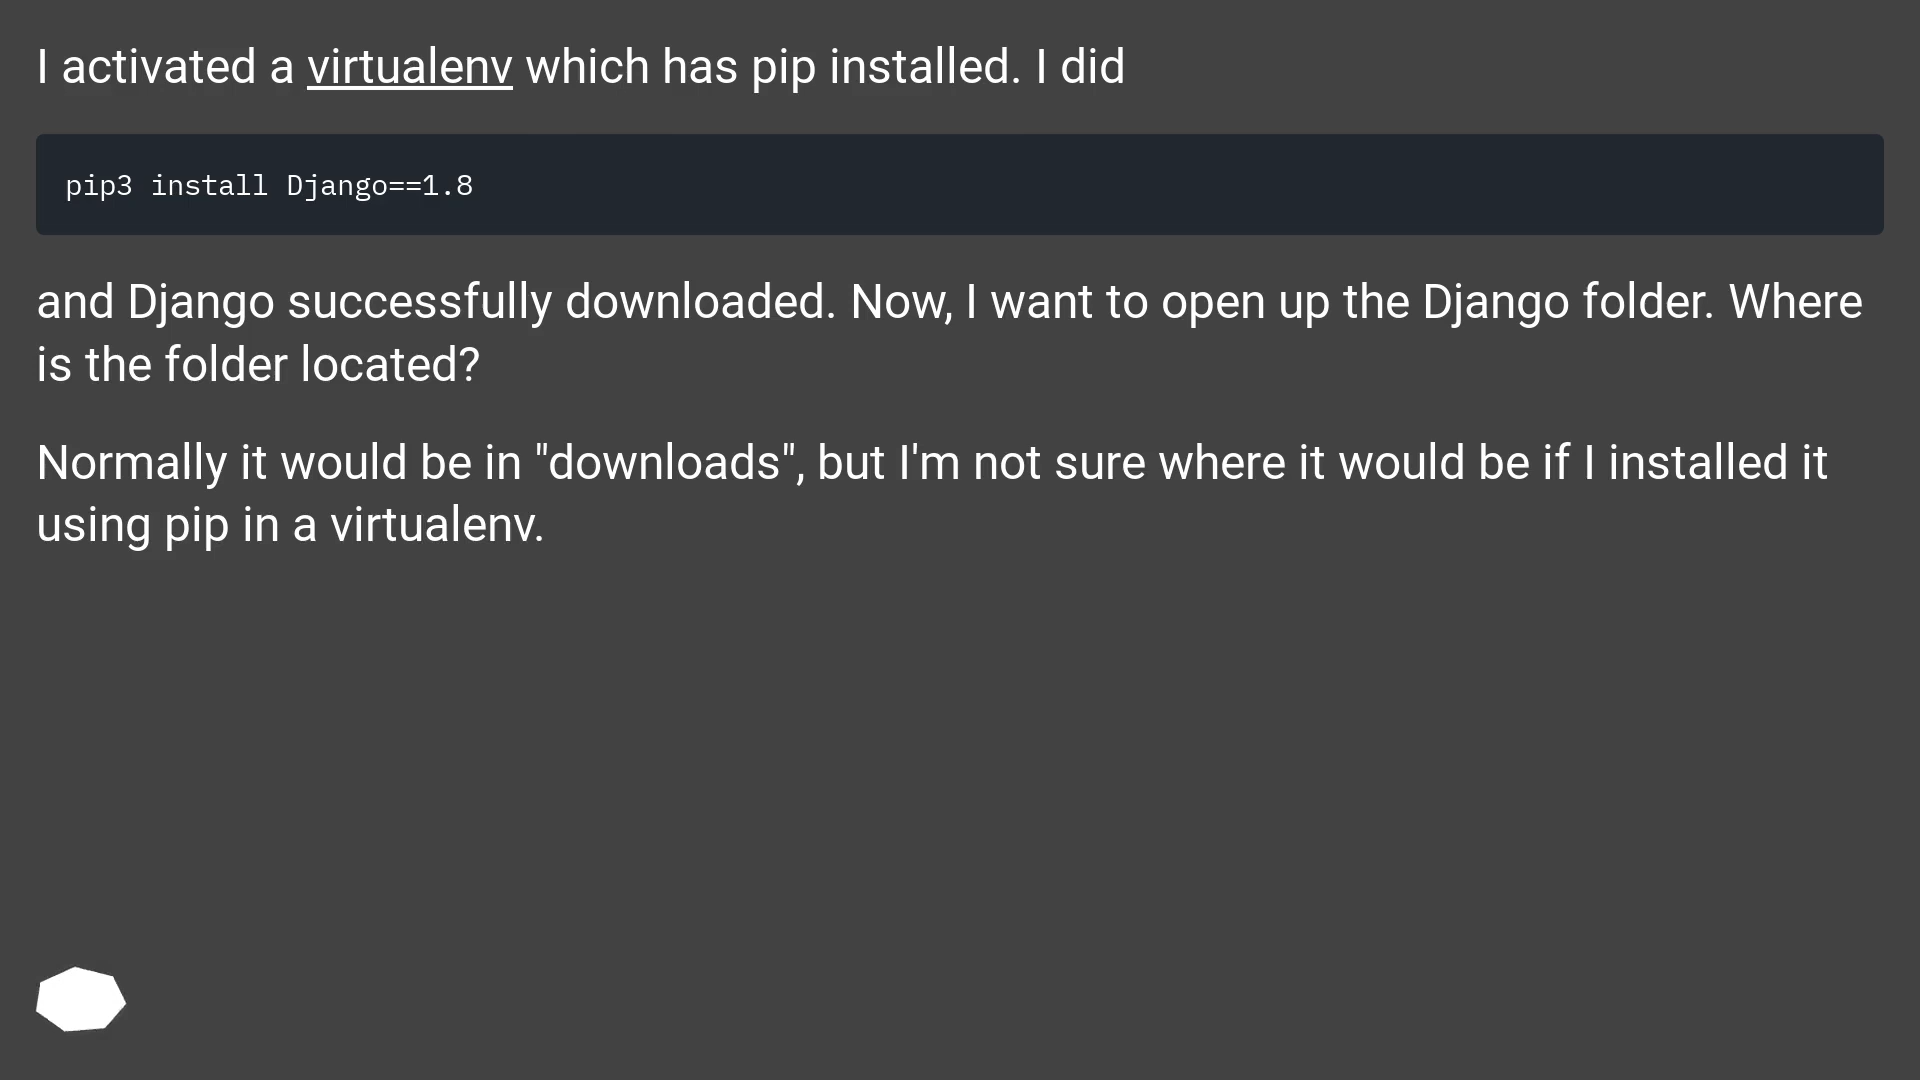 I activated a virtualenv which has pip installed. I did
pip3 install Django==1.8
and Django successfully downloaded. Now, I want to open up the Django folder. Where
is the folder located?
Normally it would be in "downloads", but I'm not sure where it would be if I installed it
using pip in a virtualenv.